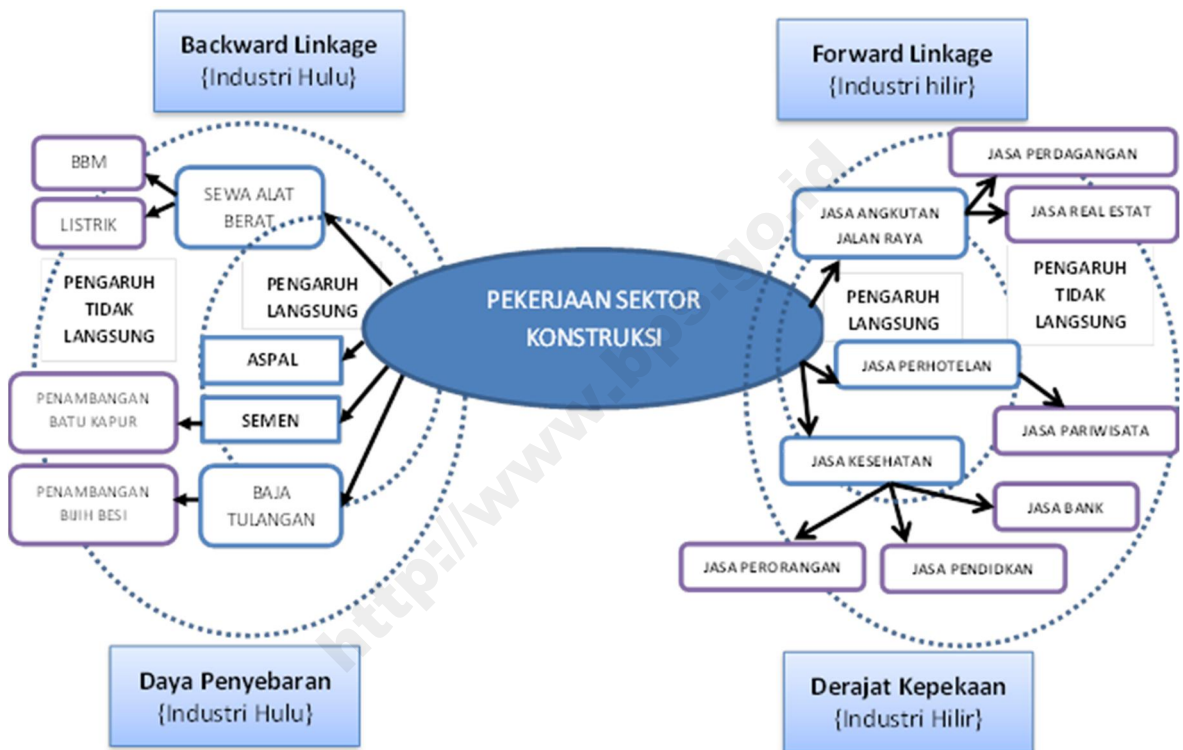 Backward Linkage
{Industri Hulu}
Forward Linkage
{Industri hilir}
BBM
LISTRIK
SEWA ALAT
BERAT
PENGARUH
TIDAK
LANGSUNG
PENGARUH
LANGSUNG
ASPAL
SEMEN
PENAMBANGAN
BATU KAPUR
PENAMBANGAN
BIJIH BESI
BAJA
TULANGAN
PEKERJAAN SEKTOR
KONSTRUKSI
JASA PERDAGANGAN
JASA ANGKUTAN
JALAN RAYA
JASA REAL ESTAT
PENGARUH
LANGSUNG
PENGARUH
TIDAK
LANGSUNG
JASA PERHOTELAN
JASA PARIWISATA
JASA KESEHATAN
JASA BANK
JASA PERORANGAN
JASA PENDIDKAN
Daya Penyebaran
{Industri Hulu}
Derajat Kepekaan
{Industri Hilir}
http://www.bps.go.id